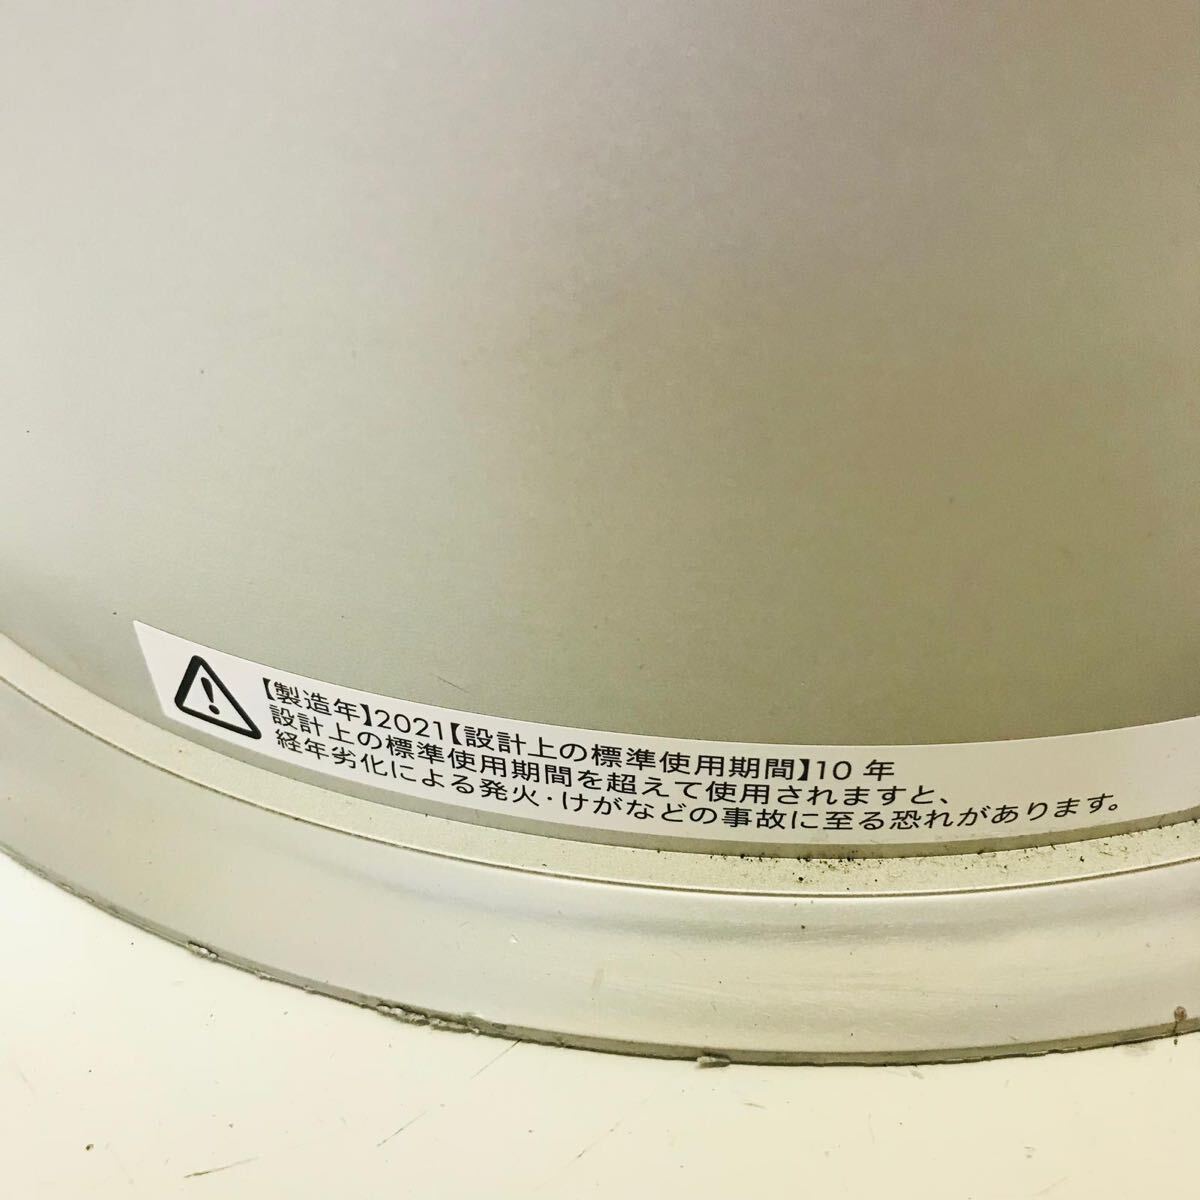 【製造年】2021【設計上の標準使用期間】10 年
設計上の標準使用期間を超えて使用されますと、
経年劣化による発火・けがなどの事故に至る恐れがあります。